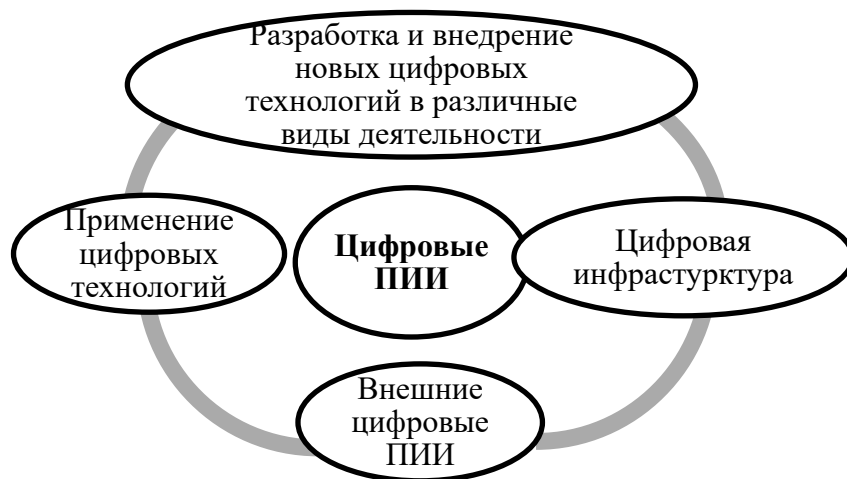 Разработка и внедрение
новых цифровых
технологий в различные
виды деятельности
Применение
цифровых
технологий
Цифровые
ПИИ
Цифровая
инфрастурктура
Внешние
цифровые
ПИИ